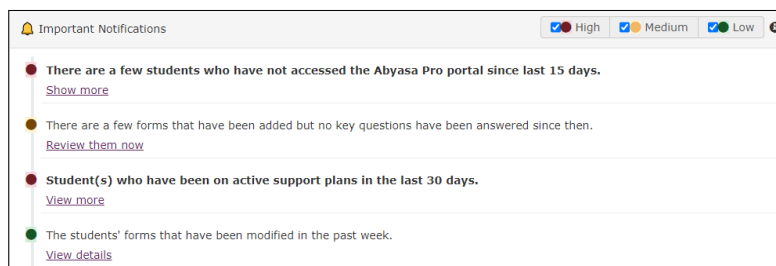 Important Notifications
High
Medium
Low
There are a few students who have not accessed the Abyasa Pro portal since last 15 days.
Show more
There are a few forms that have been added but no key questions have been answered since then.
Review them now
Student(s) who have been on active support plans in the last 30 days.
View more
The students' forms that have been modified in the past week.
View details